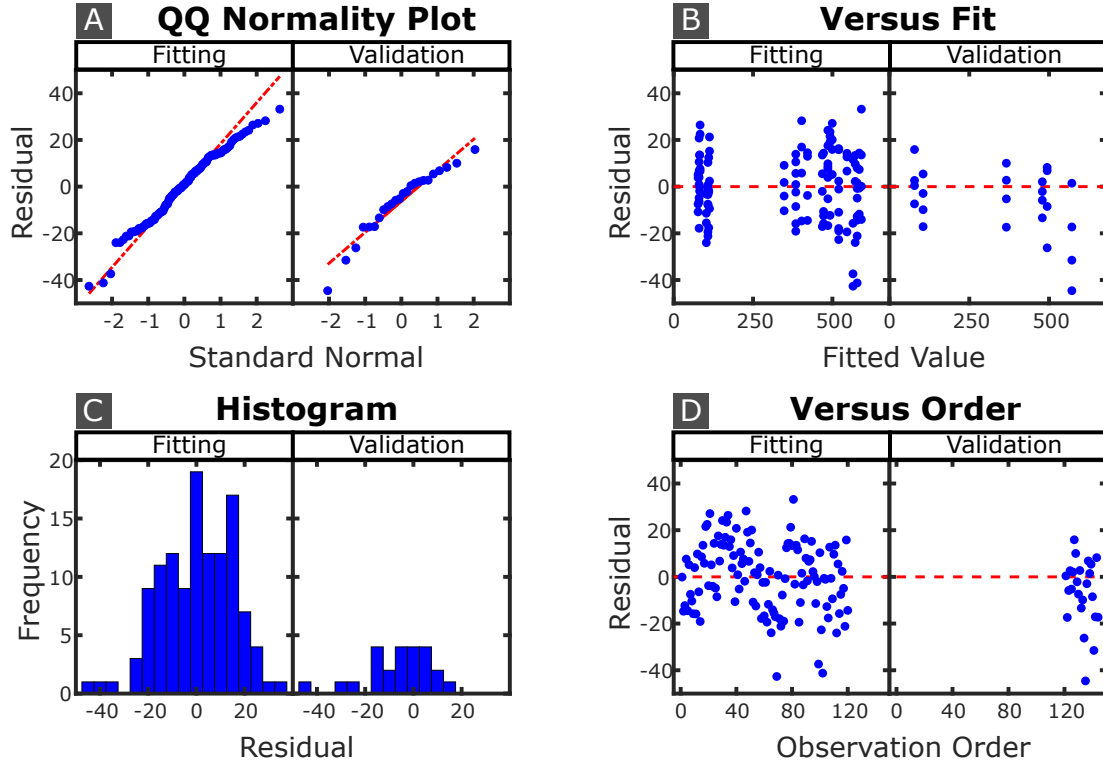 A QQ Normality Plot
Fitting Validation
40
20
0
-20
-40
Residual
-2 -1 0 1 2 -2 -1 0 1 2
Standard Normal
B Versus Fit
Fitting Validation
40
20
0
-20
-40
Residual
0 250 500 0 250 500
Fitted Value
C Histogram
Fitting Validation
20
15
10
5
0
Frequency
-40 -20 0 20 -40 -20 0 20
Residual
D Versus Order
Fitting Validation
40
20
0
-20
-40
Residual
0 40 80 120 0 40 80 120
Observation Order